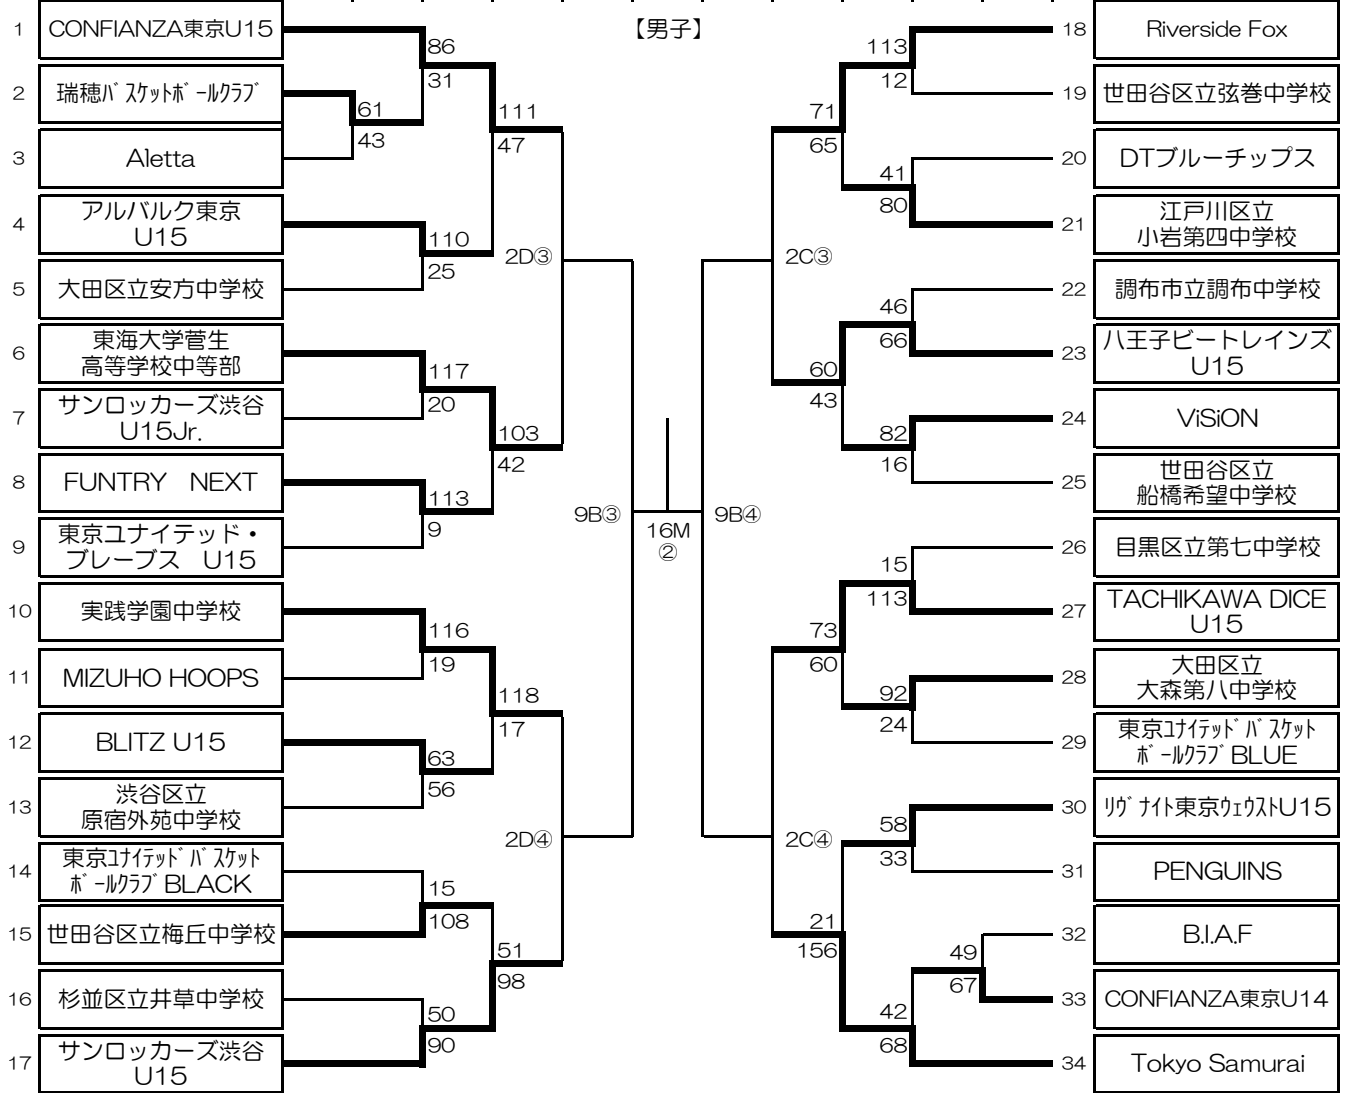 【男子】
1
CONFIANZA東京U15
2
瑞穂ﾊﾞｽｹｯﾄﾎﾞｰﾙｸﾗﾌﾞ
3
Aletta
4
アルバルク東京
U15
5
大田区立安方中学校
6
東海大学菅生
高等学校中等部
7
サンロッカーズ渋谷
U15Jr.
8
FUNTRY　NEXT
9
東京ユナイテッド・
ブレーブス　U15
10
実践学園中学校
11
MIZUHO HOOPS
12
BLITZ U15
13
渋谷区立
原宿外苑中学校
14
東京ﾕﾅｲﾃｯﾄﾞﾊﾞｽｹｯﾄ
ﾎﾞｰﾙｸﾗﾌﾞBLACK
15
世田谷区立梅丘中学校
16
杉並区立井草中学校
17
サンロッカーズ渋谷
U15
86
31
61
43
111
47
110
25
2D③
117
20
103
42
113
9
9B③
116
19
118
17
63
56
2D④
15
108
51
98
50
90
16M
②
9B④
113
12
71
65
41
80
2C③
46
66
60
43
82
16
15
113
73
60
92
24
2C④
58
33
21
156
49
67
42
68
18
Riverside Fox
19
世田谷区立弦巻中学校
20
DTブルーチップス
21
江戸川区立
小岩第四中学校
22
調布市立調布中学校
23
八王子ビートレインズ
U15
24
ViSiON
25
世田谷区立
船橋希望中学校
26
目黒区立第七中学校
27
TACHIKAWA DICE
U15
28
大田区立
大森第八中学校
29
東京ﾕﾅｲﾃｯﾄﾞﾊﾞｽｹｯﾄ
ﾎﾞｰﾙｸﾗﾌﾞBLUE
30
ﾘｳﾞﾅｲﾄ東京ｳｪｳｽﾄU15
31
PENGUINS
32
B.I.A.F
33
CONFIANZA東京U14
34
Tokyo Samurai